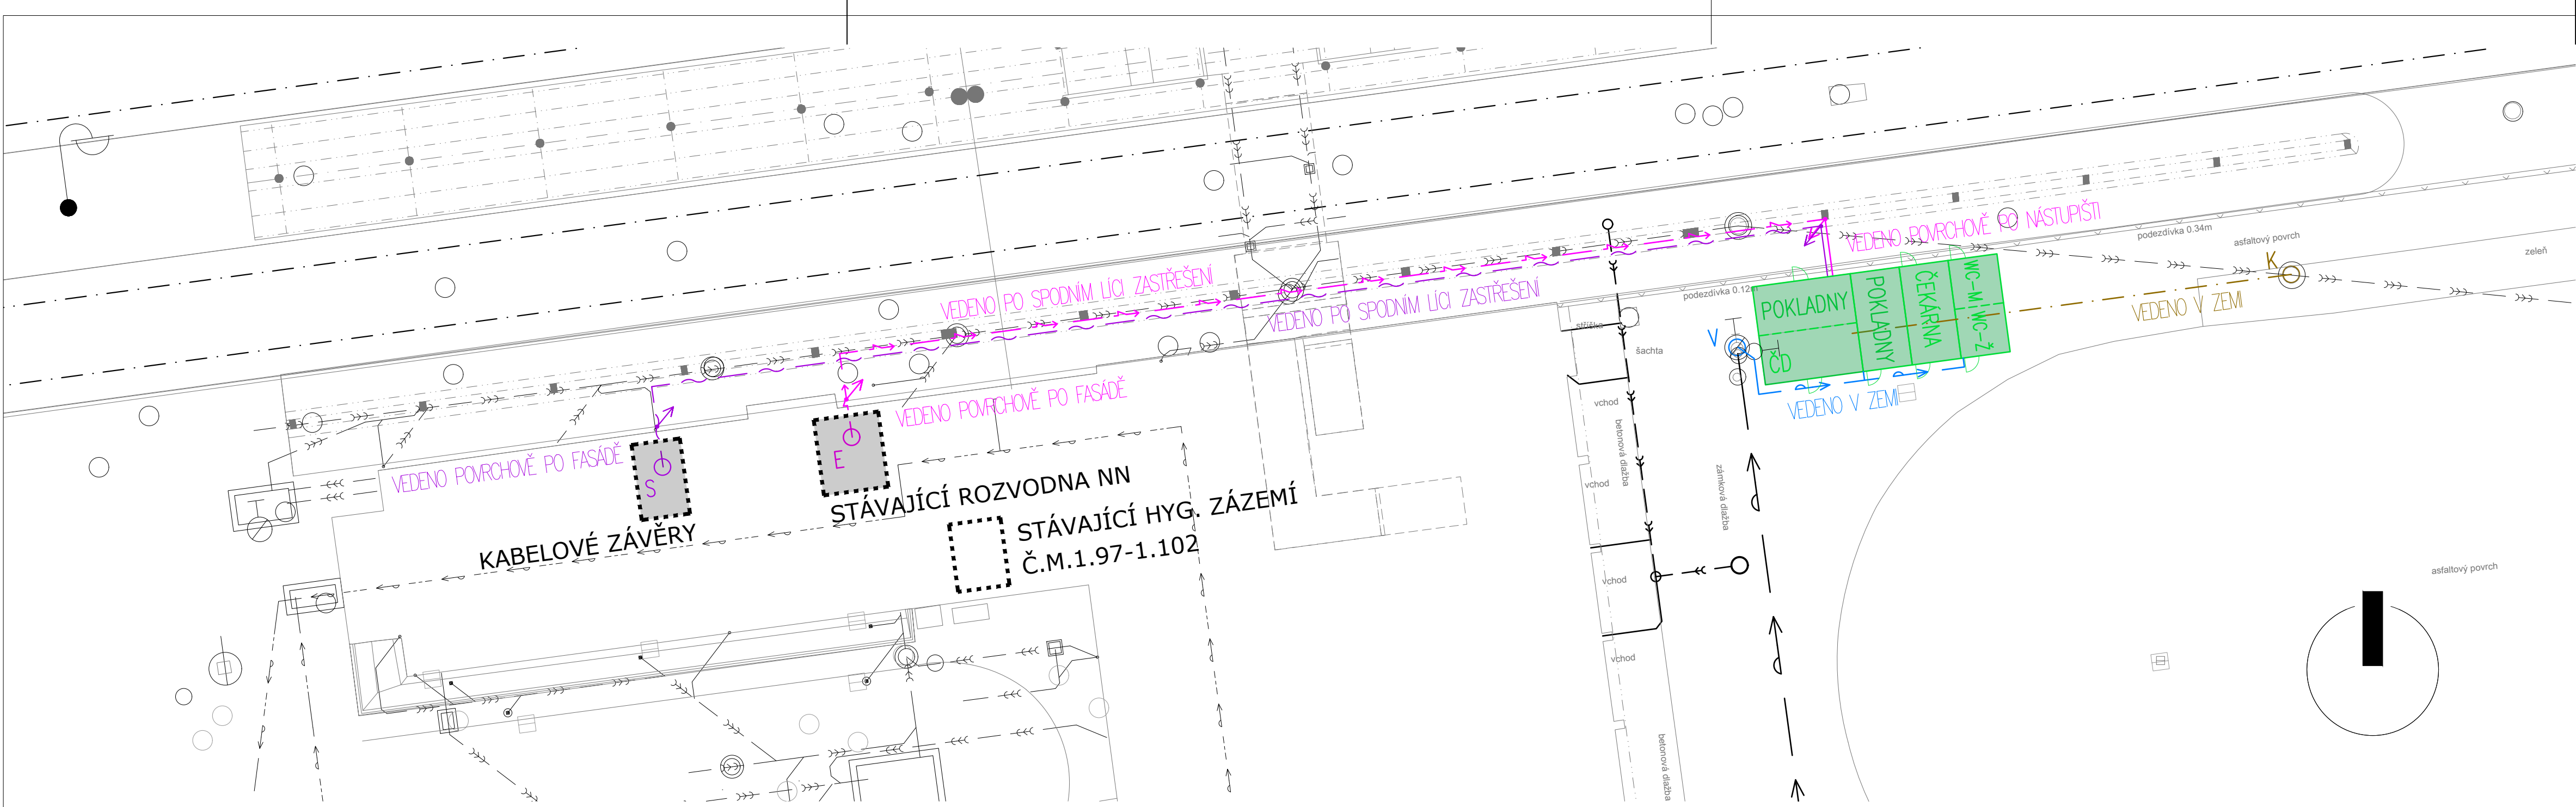 VEDENO POVRCHOVĚ PO NÁSTUPIŠTI
podezdívka 0.34m
asfaltový povrch
zeleň
K
VEDENO PO SPODNÍM LÍCI ZASTŘEŠENÍ
VEDENO PO SPODNÍM LÍCI ZASTŘEŠENÍ
podezdívka 0.12m
POKLADNY
POKLADNY
ČEKÁRNA
WC-M
WC-Ž
ČD
VEDENO V ZEMI
stříška
V
šachta
VEDENO V ZEMI
VEDENO POVRCHOVĚ PO FASÁDĚ
vchod
VEDENO POVRCHOVĚ PO FASÁDĚ
E
S
betonová dlažba
zámková dlažba
STÁVAJÍCÍ ROZVODNA NN
vchod
KABELOVÉ ZÁVĚRY
STÁVAJÍCÍ HYG. ZÁZEMÍ
Č.M.1.97-1.102
vchod
asfaltový povrch
vchod
betonová dlažba